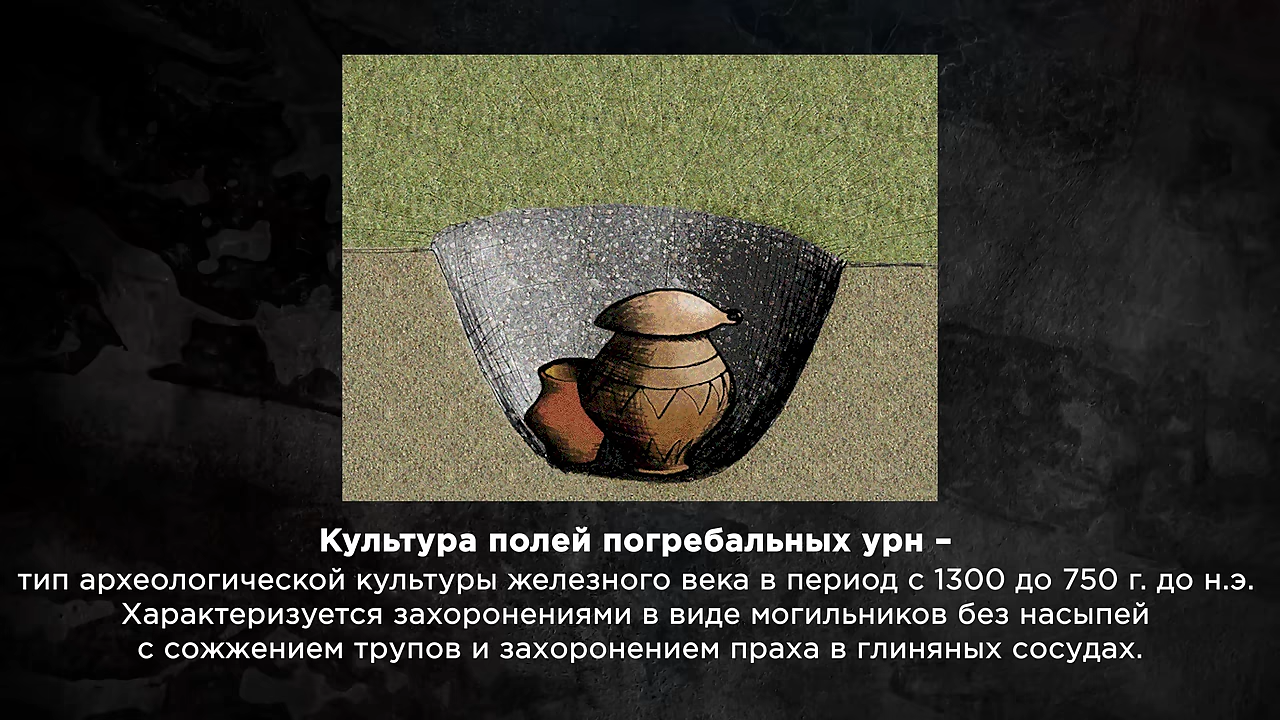 Культура полей погребальных урн –
тип археологической культуры железного века в период с 1300 до 750 г. до н.э.
Характеризуется захоронениями в виде могильников без насыпей
с сожжением трупов и захоронением праха в глиняных сосудах.